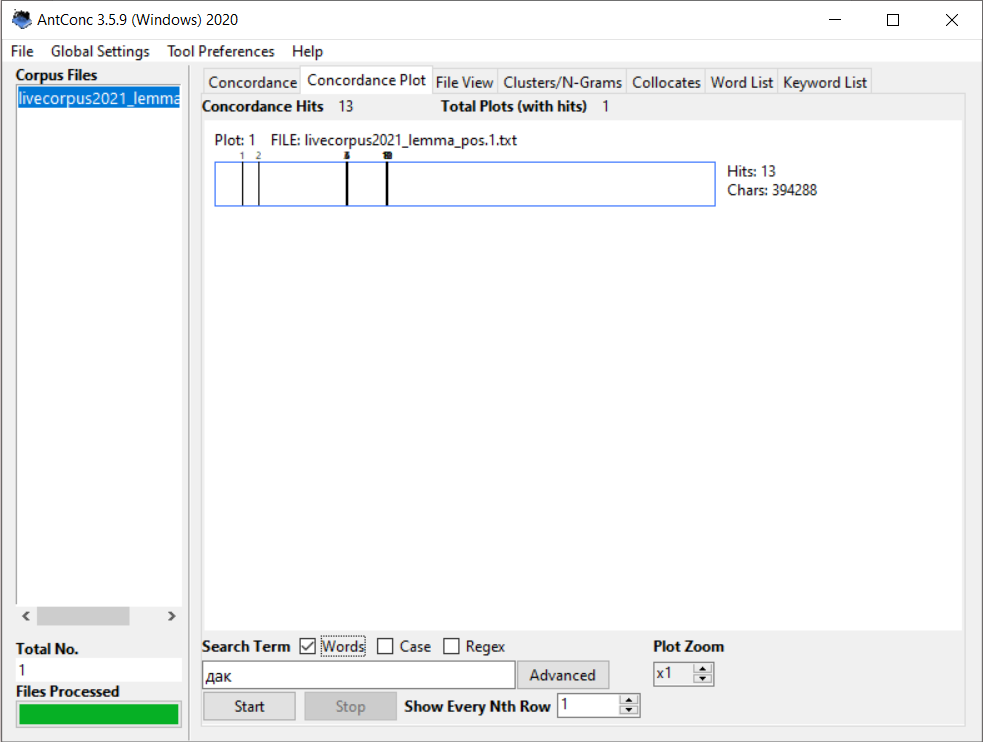 AntConc 3.5.9 (Windows) 2020
File Global Settings Tool Preferences Help
Corpus Files
livecorpus2021_lemma
Concordance Concordance Plot File View Clusters/N-Grams Collocates Word List Keyword List
Concordance Hits 13 Total Plots (with hits) 1
Plot: 1 FILE: livecorpus2021_lemma_pos.1.txt
1 2
Hits: 13
Chars: 394288
Total No.
1
Files Processed
Search Term Words Case Regex Plot Zoom
дак Advanced x1
Start Stop Show Every Nth Row 1